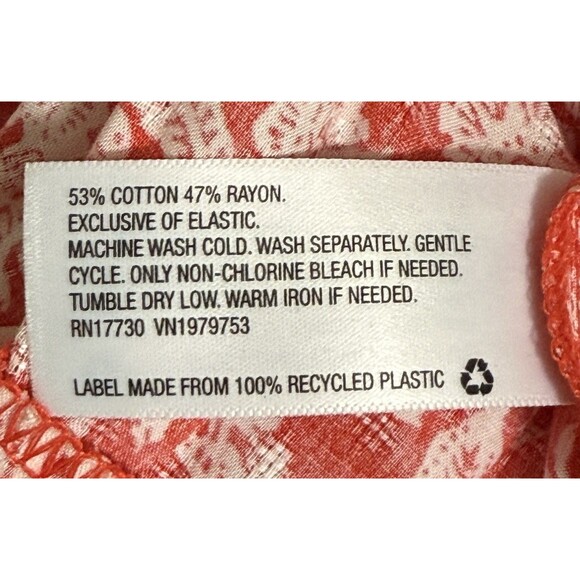 53% COTTON 47% RAYON.
EXCLUSIVE OF ELASTIC.
MACHINE WASH COLD. WASH SEPARATELY. GENTLE
CYCLE. ONLY NON-CHLORINE BLEACH IF NEEDED.
TUMBLE DRY LOW. WARM IRON IF NEEDED.
RN17730 VN1979753
LABEL MADE FROM 100% RECYCLED PLASTIC